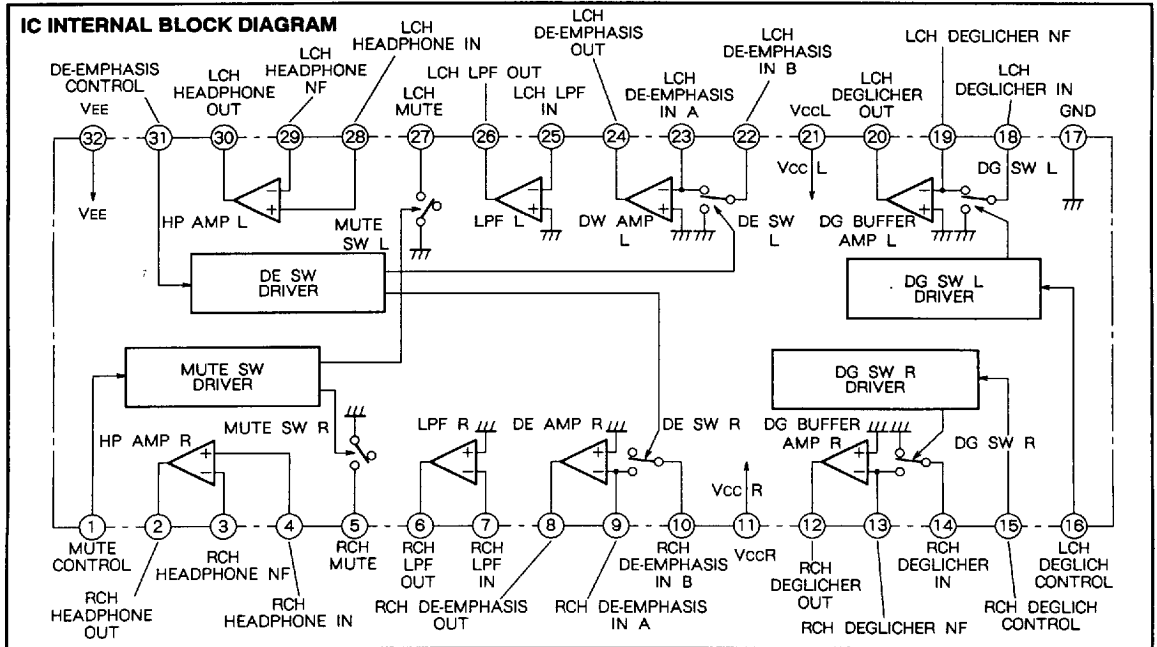 IC INTERNAL BLOCK DIAGRAM
DE-EMPHASIS
CONTROL
VEE
LCH
HEADPHONE
OUT
LCH
HEADPHONE
NF
LCH
HEADPHONE IN
LCH
MUTE
LCH LPF OUT
LCH LPF
IN
LCH
DE-EMPHASIS
OUT
LCH
DE-EMPHASIS
IN A
LCH
DE-EMPHASIS
IN B
VccL
LCH
DEGLICHER
OUT
LCH DEGLICHER NF
LCH
DEGLICHER IN
GND
32
31
30
29
28
27
26
25
24
23
22
21
20
19
18
17
VEE
HP AMP L
MUTE
SW L
LPF L
DW AMP
L
DE SW
L
Vcc L
DG BUFFER
AMP L
DG SW L
DE SW
DRIVER
DG SW L
DRIVER
MUTE SW
DRIVER
DG SW R
DRIVER
HP AMP R
MUTE SW R
LPF R
DE AMP R
DE SW R
Vcc R
DG BUFFER
AMP R
DG SW R
1
2
3
4
5
6
7
8
9
10
11
12
13
14
15
16
MUTE
CONTROL
RCH
HEADPHONE
OUT
RCH
HEADPHONE NF
RCH
HEADPHONE IN
RCH
MUTE
RCH
LPF
OUT
RCH
LPF
IN
RCH DE-EMPHASIS
OUT
RCH DE-EMPHASIS
IN A
RCH
DE-EMPHASIS
IN B
VccR
RCH
DEGLICHER
OUT
RCH DEGLICHER NF
RCH
DEGLICHER
IN
RCH DEGLICH
CONTROL
LCH
DEGLICH
CONTROL